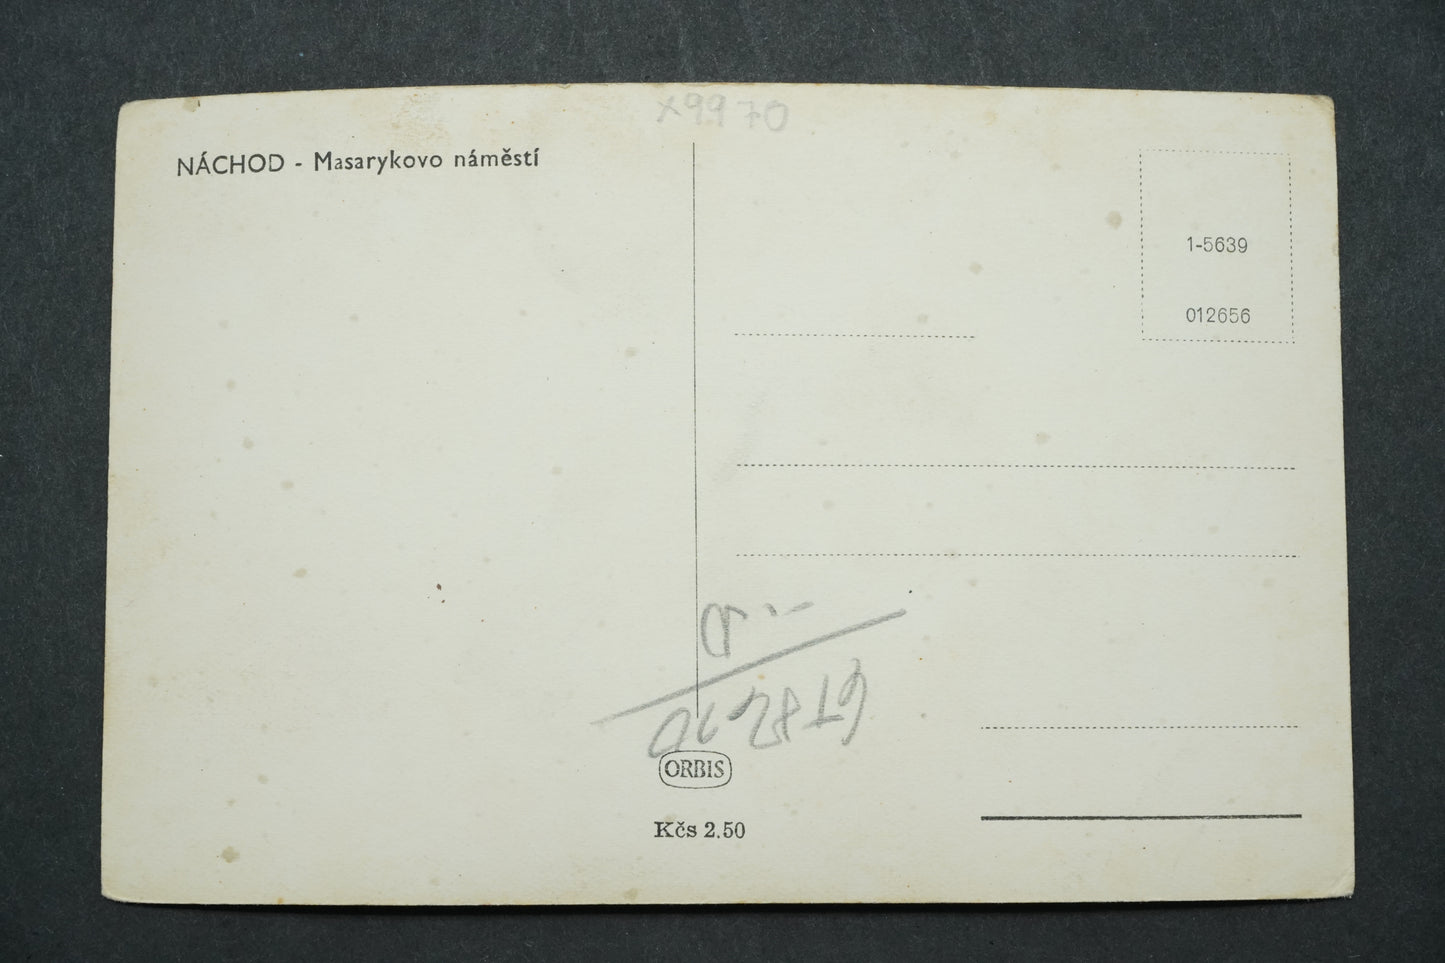 x9970
NÁCHOD - Masarykovo náměstí
1-5639
012656
ORBIS
Kčs 2.50